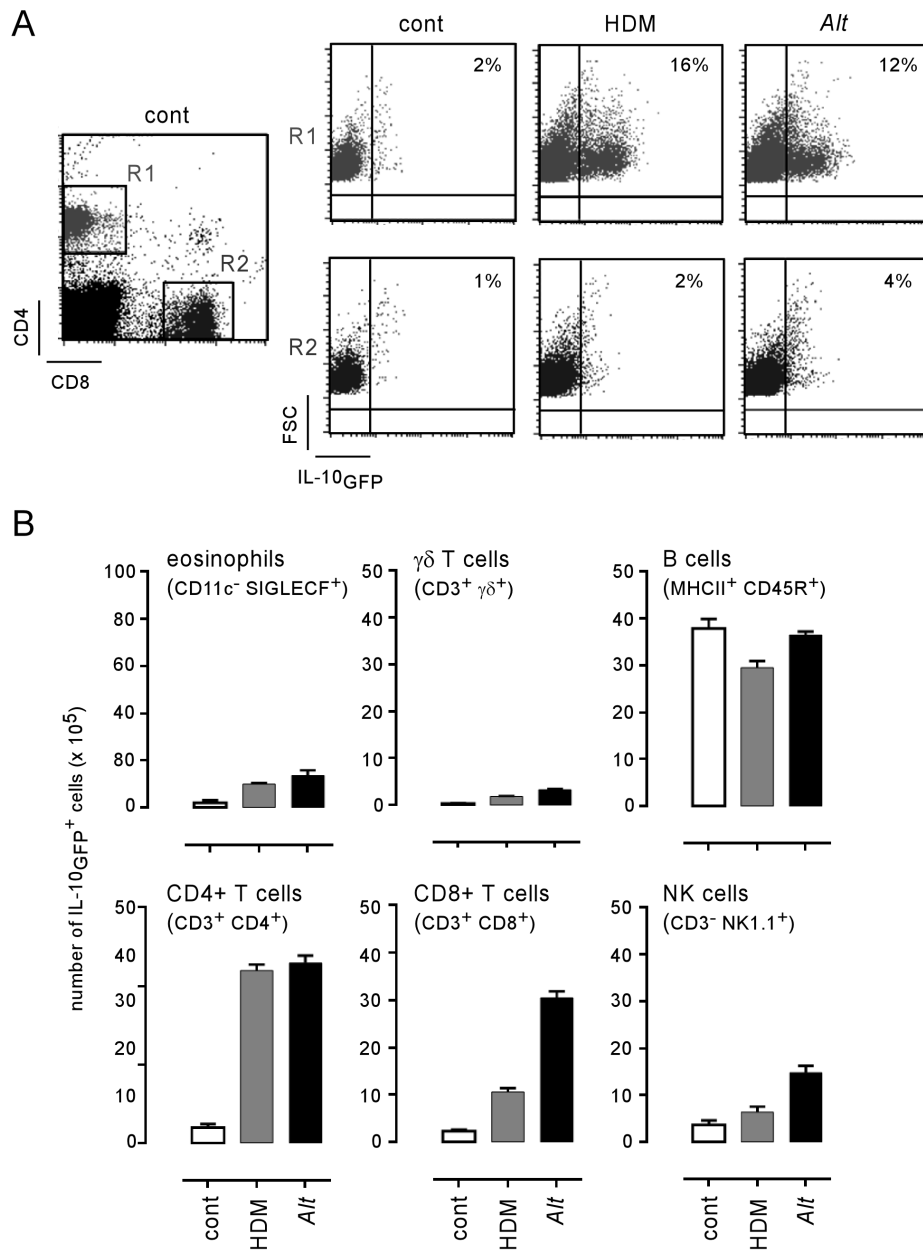 A
cont
HDM
Alt
cont
R1
R2
CD4
CD8
R1
2%
16%
12%
R2
1%
2%
4%
FSC
IL-10GFP
B
number of IL-10GFP+ cells (x 10⁵)
eosinophils
(CD11c⁻ SIGLECF⁺)
100
80
60
40
80
0
γδ T cells
(CD3⁺ γδ⁺)
50
40
30
20
10
0
B cells
(MHCII⁺ CD45R⁺)
50
40
30
20
10
0
CD4+ T cells
(CD3⁺ CD4⁺)
50
40
30
20
10
0
CD8+ T cells
(CD3⁺ CD8⁺)
50
40
30
20
10
0
NK cells
(CD3⁻ NK1.1⁺)
50
40
30
20
10
0
cont
HDM
Alt
cont
HDM
Alt
cont
HDM
Alt